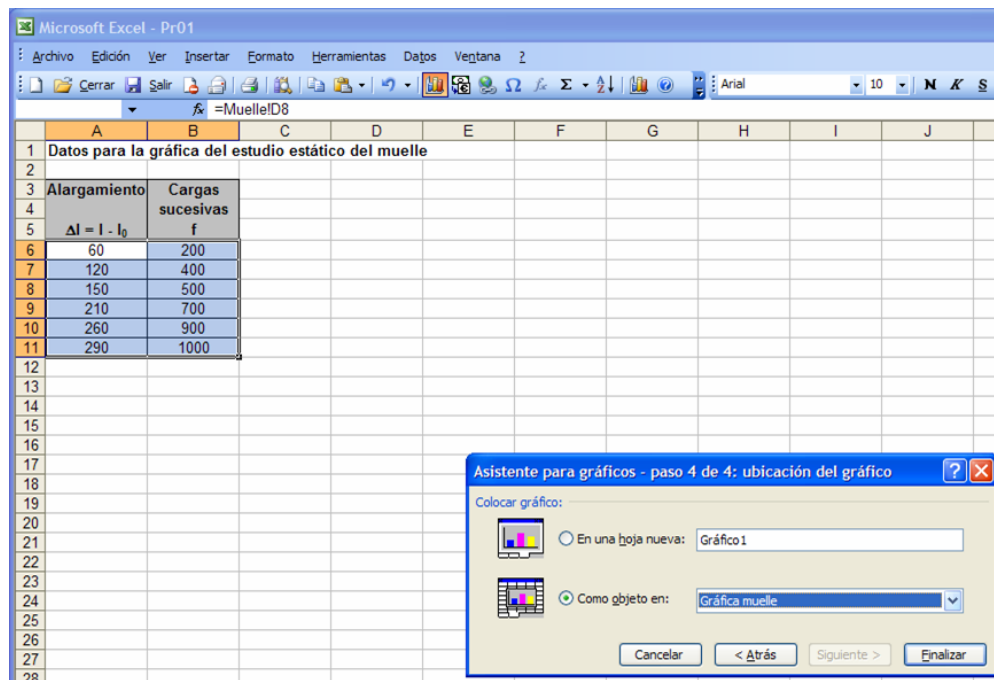 Microsoft Excel - Pr01
Archivo Edición Ver Insertar Formato Herramientas Datos Ventana ?
Cerrar Salir Arial 10 N K S
fx =Muelle!D8
A B C D E F G H I J
1 Datos para la gráfica del estudio estático del muelle
2
3 Alargamiento Cargas
4 sucesivas
5 Δl = l - l₀ f
6 60 200
7 120 400
8 150 500
9 210 700
10 260 900
11 290 1000
12
13
14
15
16
17
18
19
20
21
22
23
24
25
26
27
28
Asistente para gráficos - paso 4 de 4: ubicación del gráfico
Colocar gráfico:
En una hoja nueva: Gráfico1
Como objeto en: Gráfica muelle
Cancelar < Atrás Siguiente > Finalizar